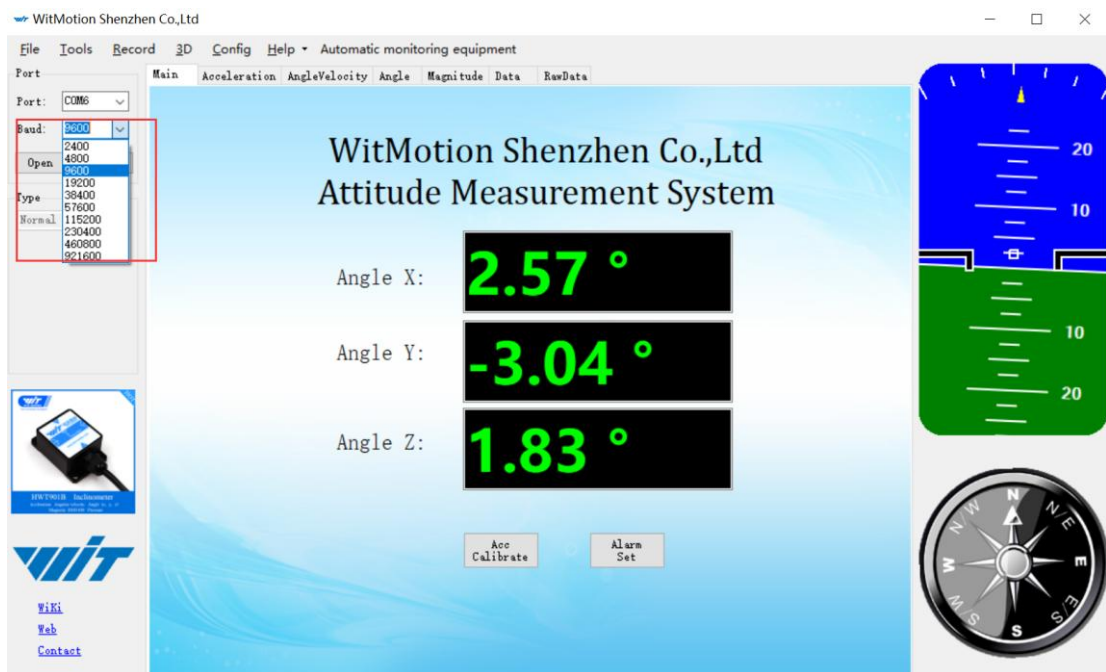 WitMotion Shenzhen Co.,Ltd
File Tools Record 3D Config Help Automatic monitoring equipment
Port
Port: COM6
Baud: 9600
2400
4800
9600
19200
38400
57600
115200
230400
460800
921600
Open
Type
Normal
Main Acceleration AngleVelocity Angle Magnitude Data RawData
WitMotion Shenzhen Co.,Ltd
Attitude Measurement System
Angle X: 2.57 °
Angle Y: -3.04 °
Angle Z: 1.83 °
Acc
Calibrate
Alarm
Set
20
10
10
20
WIT
HWT901B Inclinometer
WIT
WiKi
Web
Contact
N
N/E
E
E/S
S
S/W
W
N/W